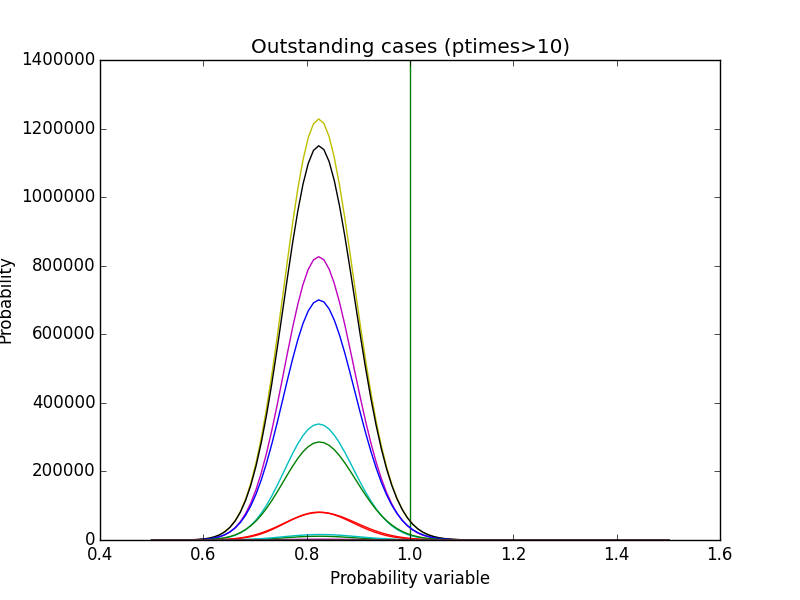 Outstanding cases (ptimes>10)
1400000
1200000
1000000
800000
600000
400000
200000
0
Probability
0.4 0.6 0.8 1.0 1.2 1.4 1.6
Probability variable